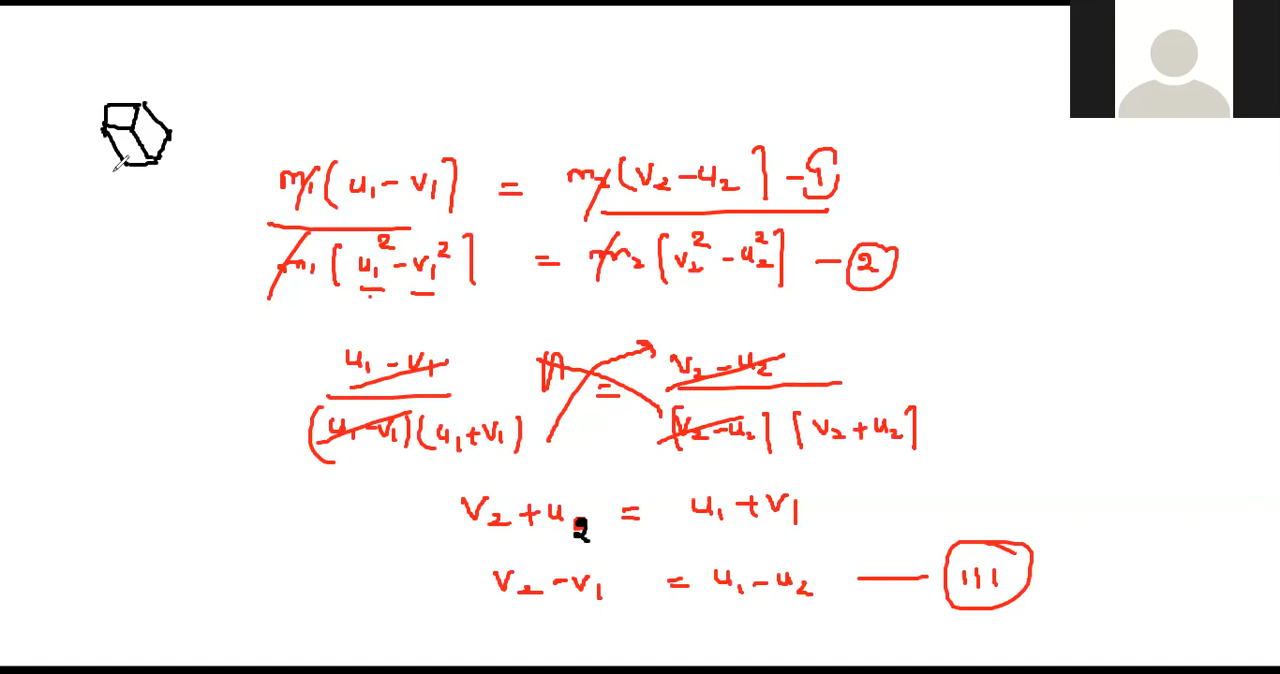 m₁(u₁ - v₁] = m₂(v₂ - u₂] - 1
m₁[u₁² - v₁²] = m₂[v₂² - u₂²] - 2
u₁ - v₁ = v₂ - u₂
(u₁ - v₁)(u₁ + v₁) [v₂ - u₂] [v₂ + u₂]
v₂ + u₂ = u₁ + v₁
v₂ - v₁ = u₁ - u₂ — III